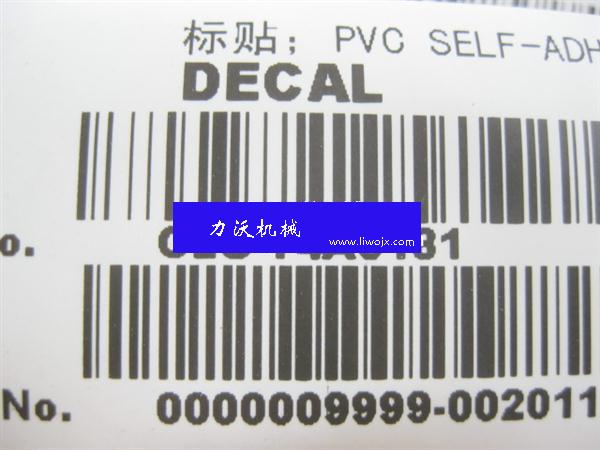 标贴; PVC SELF-ADH
DECAL
力沃机械
www.liwojx.com
o.
No. 0000009999-002011